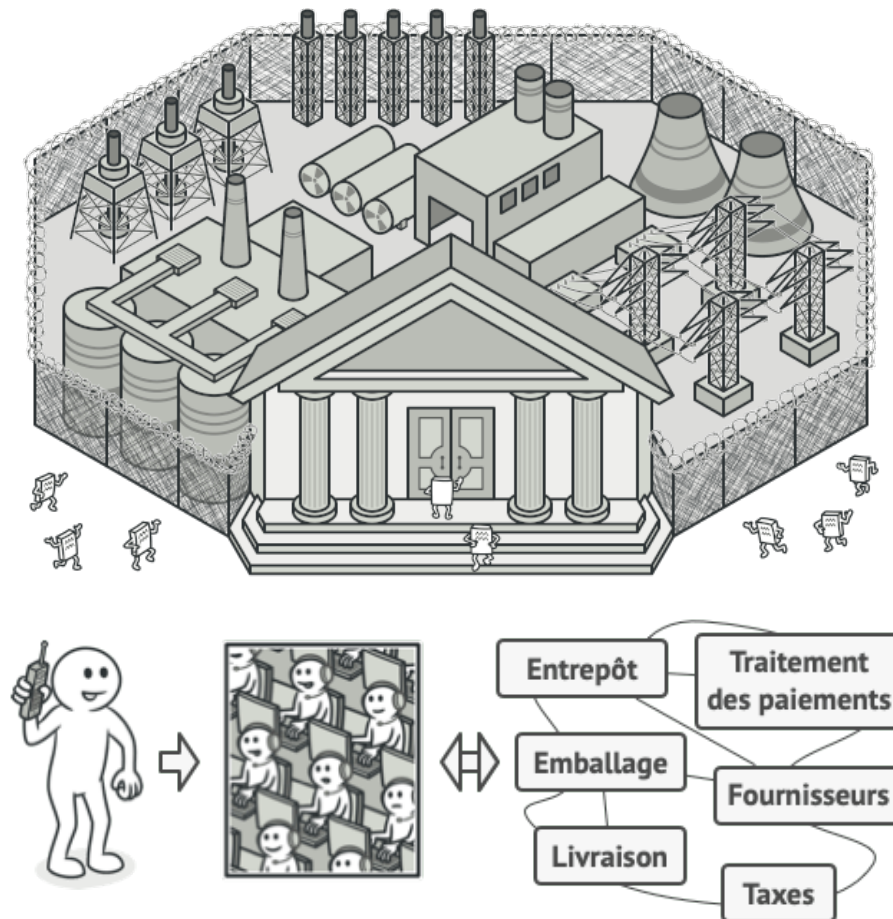 Entrepôt
Traitement
des paiements
Emballage
Fournisseurs
Livraison
Taxes